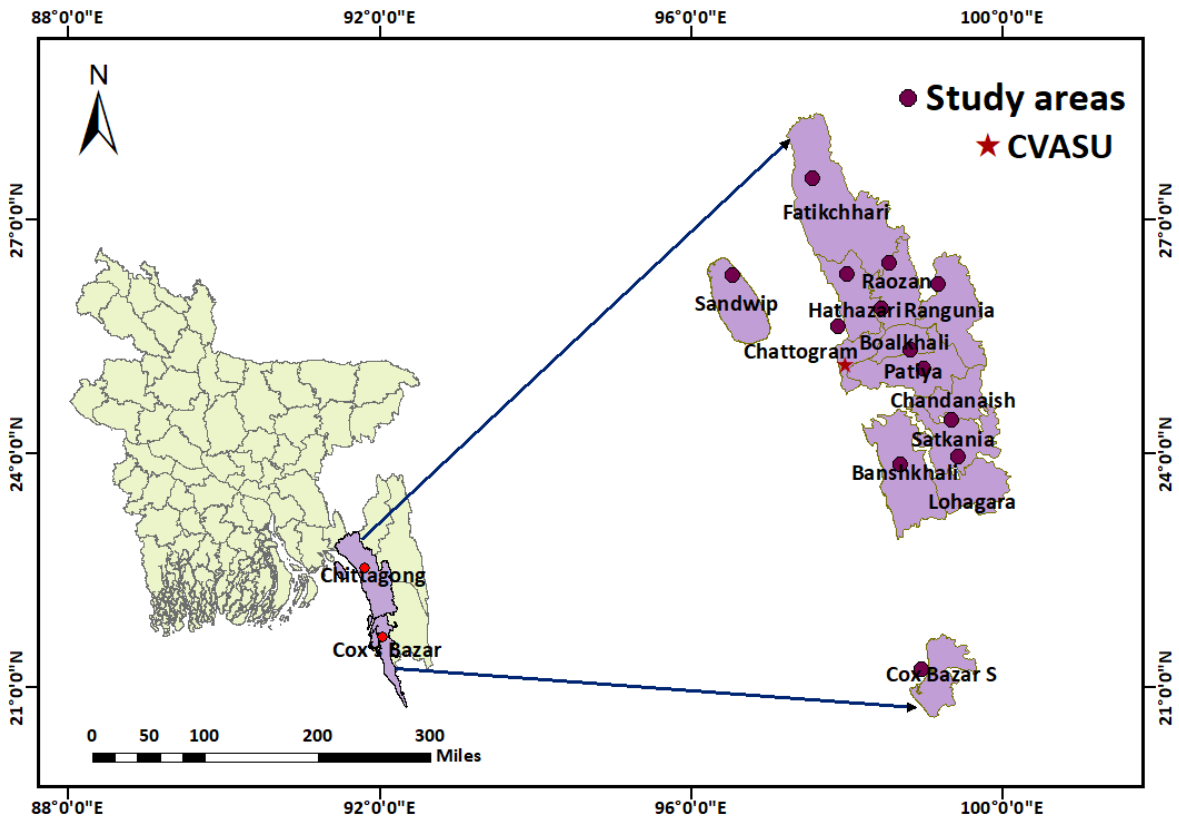 88°0'0"E 92°0'0"E 96°0'0"E 100°0'0"E
N
Study areas
CVASU
27°0'0"N
24°0'0"N
21°0'0"N
27°0'0"N
24°0'0"N
21°0'0"N
Fatikchhari
Sandwip
Raozan
Hathazari
Rangunia
Chattogram
Boalkhali
Patiya
Chandanaish
Satkania
Banshkhali
Lohagara
Chittagong
Cox's Bazar
Cox Bazar S
0 50 100 200 300
Miles
88°0'0"E 92°0'0"E 96°0'0"E 100°0'0"E